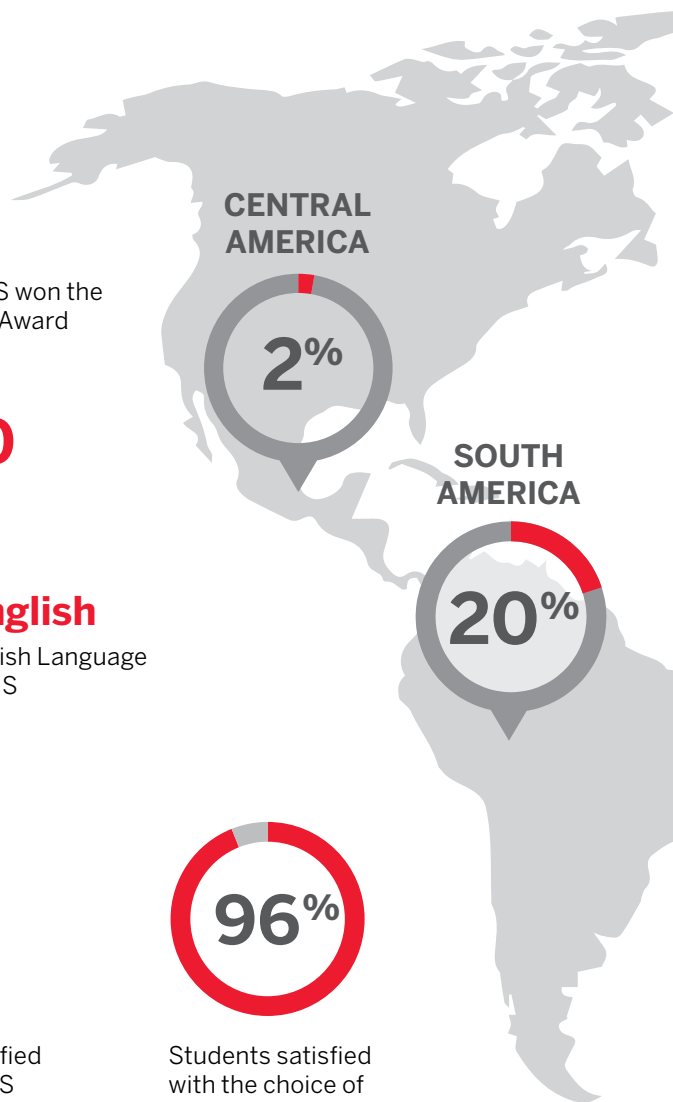 CENTRAL
AMERICA
S won the
Award
2%
SOUTH
AMERICA
20%
nglish
ish Language
S
96%
fied
S
Students satisfied
with the choice of